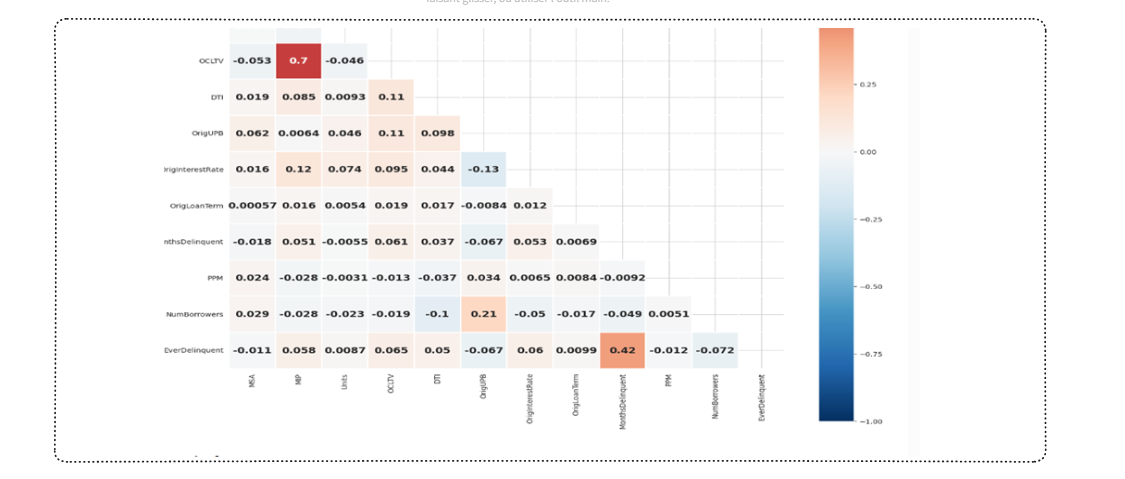 faisant glisser, ou utiliser l'outil main.
OCLTV -0.053 0.7 -0.046
0.25
DTI 0.019 0.085 0.0093 0.11
OrigUPB 0.062 0.0064 0.046 0.11 0.098
0.00
riginterestRate 0.016 0.12 0.074 0.095 0.044 -0.13
OrigLoanTerm 0.00057 0.016 0.0054 0.019 0.017 -0.0084 0.012
−0.25
nthsDelinquent -0.018 0.051 -0.0055 0.061 0.037 -0.067 0.053 0.0069
PPM 0.024 -0.028 -0.0031 -0.013 -0.037 0.034 0.0065 0.0084 -0.0092
−0.50
NumBorrowers 0.029 -0.028 -0.023 -0.019 -0.1 0.21 -0.05 -0.017 -0.049 0.0051
EverDelinquent -0.011 0.058 0.0087 0.065 0.05 -0.067 0.06 0.0099 0.42 -0.012 -0.072
−0.75
MSA MIP Units OCLTV DTI OrigUPB OrigInterestRate OrigLoanTerm MonthsDelinquent PPM NumBorrowers EverDelinquent
−1.00